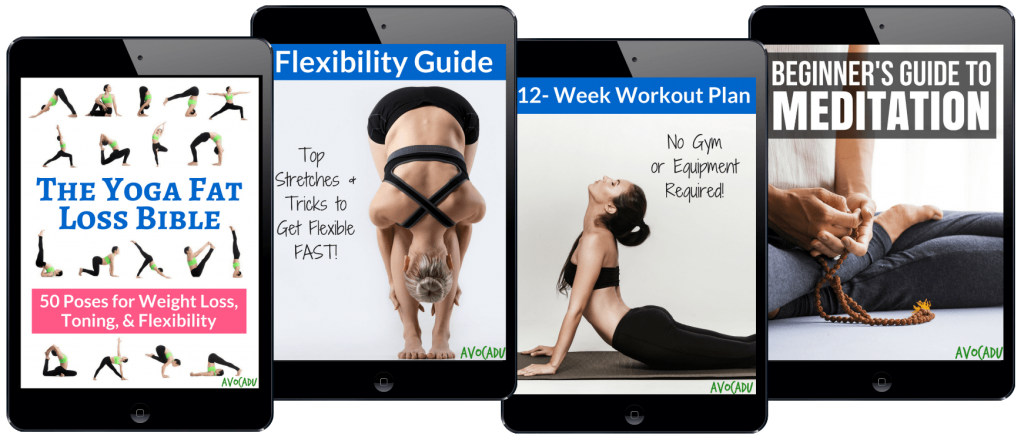 The Yoga Fat
Loss Bible
50 Poses for Weight Loss,
Toning, & Flexibility
AVOCADU
Flexibility Guide
Top
Stretches &
Tricks to
Get Flexible
FAST!
AVOCADU
12- Week Workout Plan
No Gym
or Equipment
Required!
AVOCADU
BEGINNER'S GUIDE TO
MEDITATION
AVOCADU